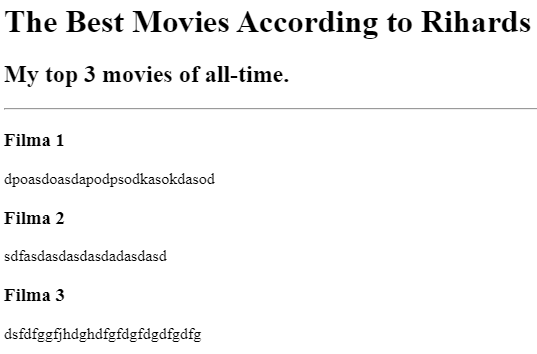 The Best Movies According to Rihards
My top 3 movies of all-time.
Filma 1
dpoasdoasdapodpsodkasokdasod
Filma 2
sdfasdasdasdasdadasdasd
Filma 3
dsfdfggfjhdghdfgfdgfdgdfgdfg